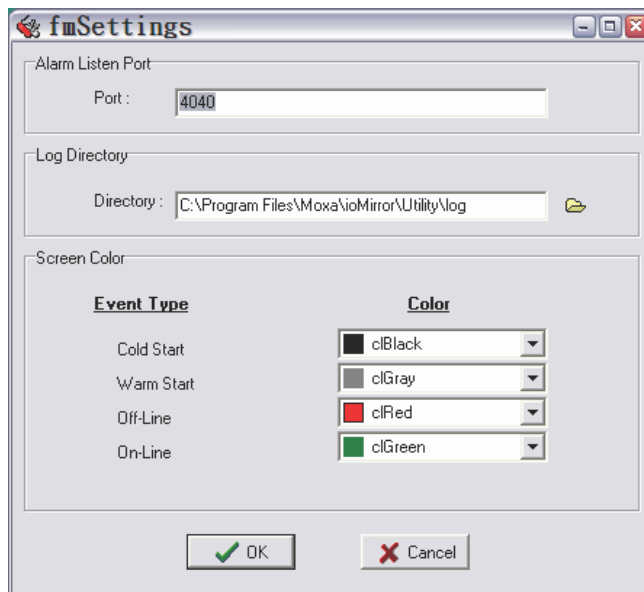 fmSettings
Alarm Listen Port
Port : 4040
Log Directory
Directory : C:\Program Files\Moxa\ioMirror\Utility\log
Screen Color
Event Type Color
Cold Start clBlack
Warm Start clGray
Off-Line clRed
On-Line clGreen
OK Cancel